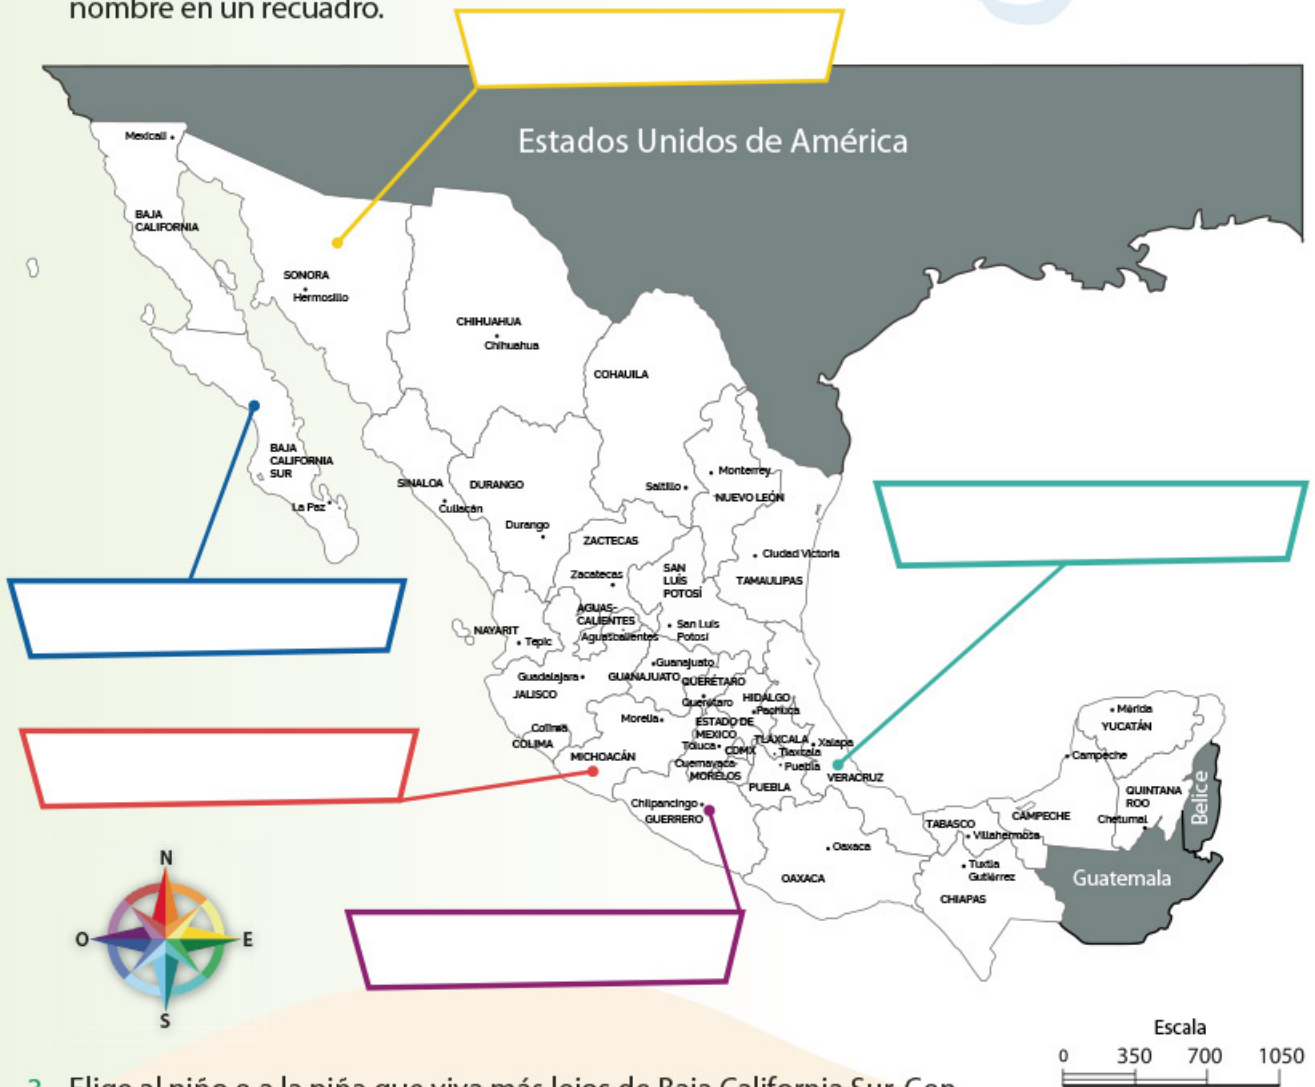 nombre en un recuadro.
Estados Unidos de América
Mexicali
BAJA
CALIFORNIA
SONORA
Hermosillo
CHIHUAHUA
Chihuahua
COHAUILA
BAJA
CALIFORNIA
SUR
La Paz
SINALOA
Culiacán
DURANGO
Durango
Saltillo
Monterrey
NUEVO LEÓN
ZACTECAS
Zacatecas
SAN
LUÍS
POTOSÍ
Ciudad Victoria
TAMAULIPAS
AGUAS-
CALIENTES
Aguascalientes
San Luis
Potosí
NAYARIT
Tepic
Guadalajara
JALISCO
GUANAJUATO
Guanajuato
QUERÉTARO
Querétaro
HIDALGO
Pachuca
Colima
COLIMA
Morelia
MICHOACÁN
ESTADO DE
MEXICO
Toluca
CDMX
TLAXCALA
Tlaxcala
Xalapa
Cuernavaca
MORELOS
Puebla
PUEBLA
VERACRUZ
Chilpancingo
GUERRERO
Oaxaca
OAXACA
TABASCO
Villahermosa
Tuxtla
Gutiérrez
CHIAPAS
CAMPECHE
Campeche
Mérida
YUCATÁN
QUINTANA
ROO
Chetumal
Belice
Guatemala
N
O
E
S
Escala
0 350 700 1050
Elige al niño o a la niña que viva más lejos de Baja California Sur. Con